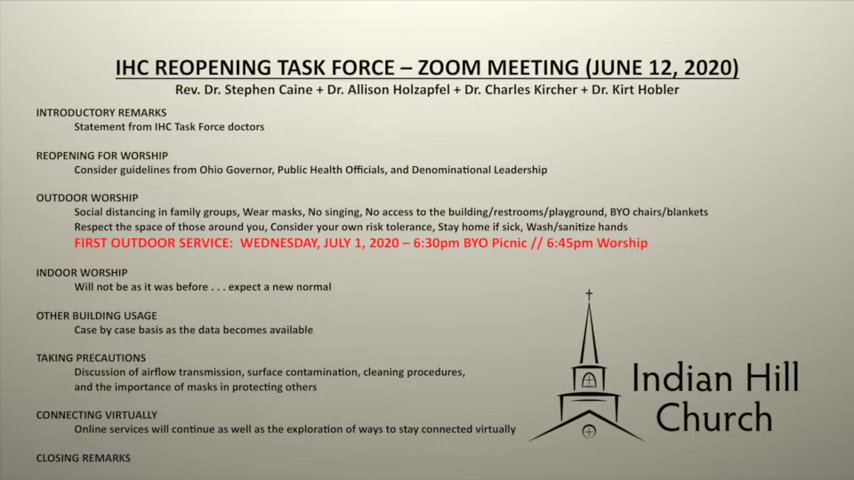 IHC REOPENING TASK FORCE – ZOOM MEETING (JUNE 12, 2020)
Rev. Dr. Stephen Caine + Dr. Allison Holzapfel + Dr. Charles Kircher + Dr. Kirt Hobler
INTRODUCTORY REMARKS
Statement from IHC Task Force doctors
REOPENING FOR WORSHIP
Consider guidelines from Ohio Governor, Public Health Officials, and Denominational Leadership
OUTDOOR WORSHIP
Social distancing in family groups, Wear masks, No singing, No access to the building/restrooms/playground, BYO chairs/blankets
Respect the space of those around you, Consider your own risk tolerance, Stay home if sick, Wash/sanitize hands
FIRST OUTDOOR SERVICE: WEDNESDAY, JULY 1, 2020 – 6:30pm BYO Picnic // 6:45pm Worship
INDOOR WORSHIP
Will not be as it was before . . . expect a new normal
OTHER BUILDING USAGE
Case by case basis as the data becomes available
TAKING PRECAUTIONS
Discussion of airflow transmission, surface contamination, cleaning procedures,
and the importance of masks in protecting others
CONNECTING VIRTUALLY
Online services will continue as well as the exploration of ways to stay connected virtually
CLOSING REMARKS
Indian Hill
Church